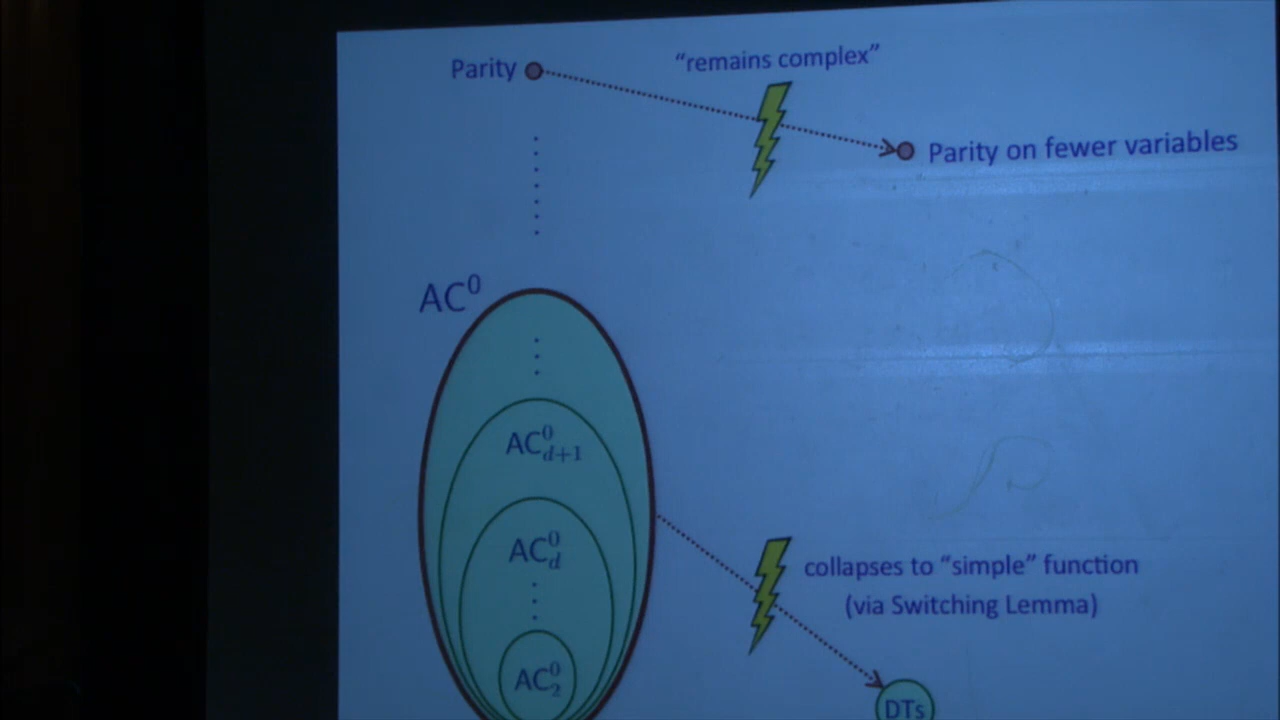 Parity
“remains complex”
Parity on fewer variables
AC⁰
AC⁰_{d+1}
AC⁰_d
AC⁰₂
collapses to “simple” function
(via Switching Lemma)
DTs